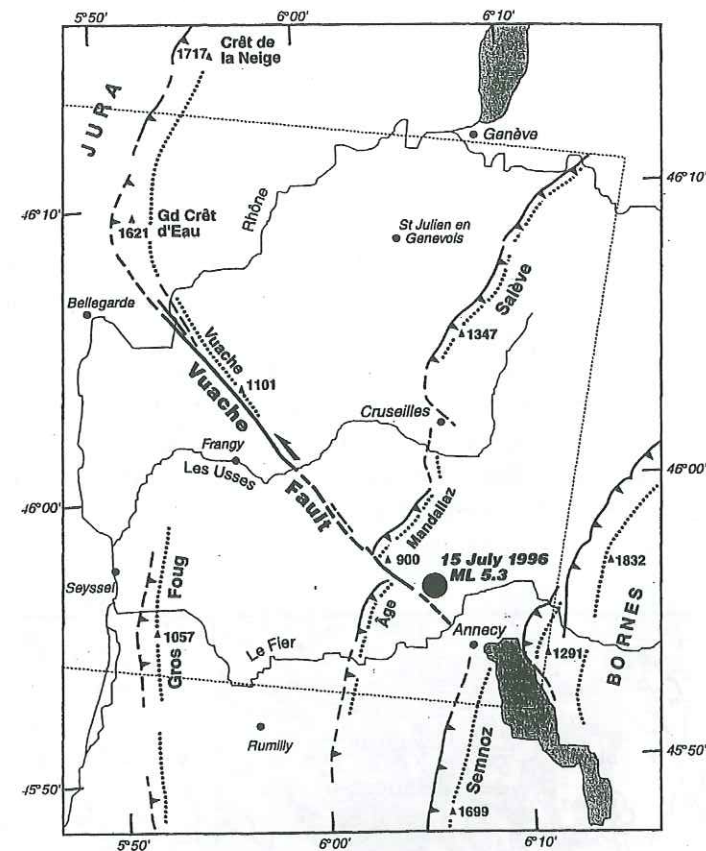 5°50'
6°00'
6°10'
Crêt de
la Neige
1717
JURA
Genève
46°10'
46°10'
Rhône
Gd Crêt
d'Eau
1621
St Julien en
Genevois
Salève
Bellegarde
Vuache
1347
1101
Vuache
Cruseilles
Frangy
Les Usses
Fault
46°00'
46°00'
Mandallaz
900
15 July 1996
ML 5.3
1832
Seyssel
Foug
Gros
1057
Age
Le Fier
Annecy
1291
BORNES
Rumilly
Semnoz
1699
45°50'
45°50'
5°50'
6°00'
6°10'